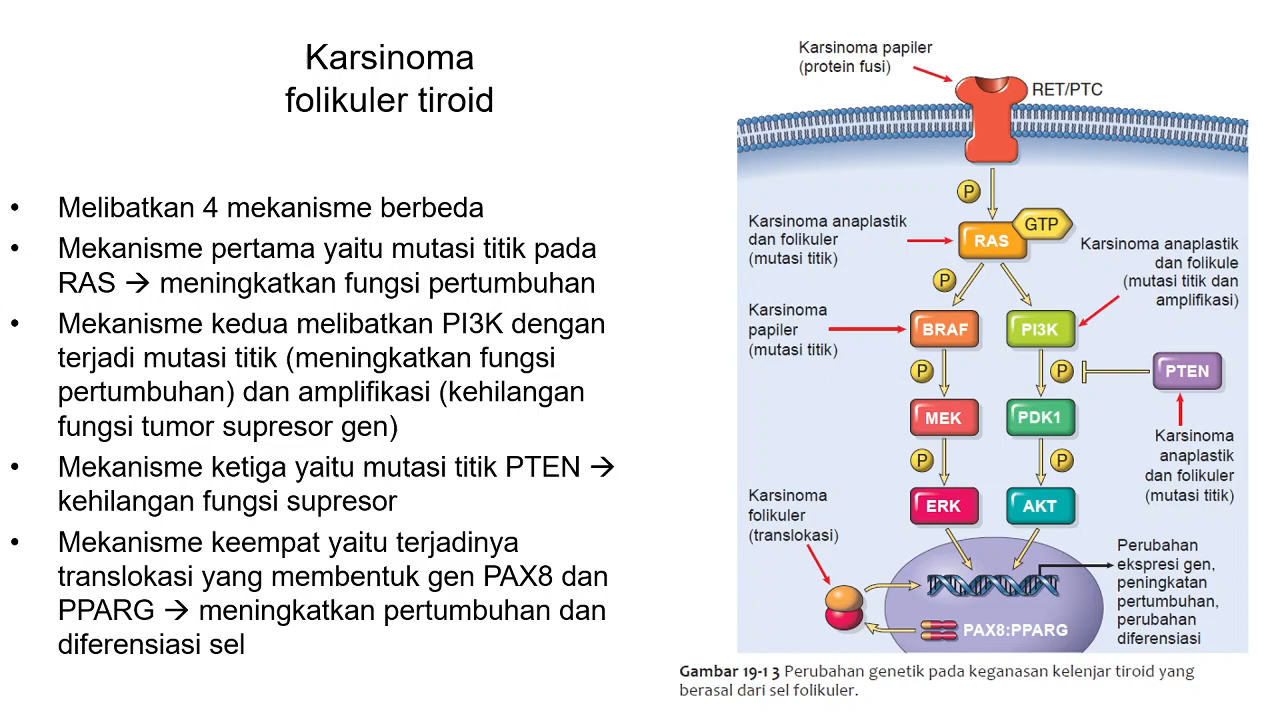 Karsinoma
folikuler tiroid
• Melibatkan 4 mekanisme berbeda
• Mekanisme pertama yaitu mutasi titik pada
RAS → meningkatkan fungsi pertumbuhan
• Mekanisme kedua melibatkan PI3K dengan
terjadi mutasi titik (meningkatkan fungsi
pertumbuhan) dan amplifikasi (kehilangan
fungsi tumor supresor gen)
• Mekanisme ketiga yaitu mutasi titik PTEN →
kehilangan fungsi supresor
• Mekanisme keempat yaitu terjadinya
translokasi yang membentuk gen PAX8 dan
PPARG → meningkatkan pertumbuhan dan
diferensiasi sel
Karsinoma papiler
(protein fusi)
RET/PTC
P
Karsinoma anaplastik
dan folikuler
(mutasi titik)
RAS
GTP
Karsinoma anaplastik
dan folikule
(mutasi titik dan
amplifikasi)
P
Karsinoma
papiler
(mutasi titik)
BRAF
PI3K
P
P
PTEN
MEK
PDK1
Karsinoma
anaplastik
dan folikuler
(mutasi titik)
P
P
Karsinoma
folikuler
(translokasi)
ERK
AKT
Perubahan
ekspresi gen,
peningkatan
pertumbuhan,
perubahan
diferensiasi
PAX8:PPARG
Gambar 19-1 3 Perubahan genetik pada keganasan kelenjar tiroid yang
berasal dari sel folikuler.